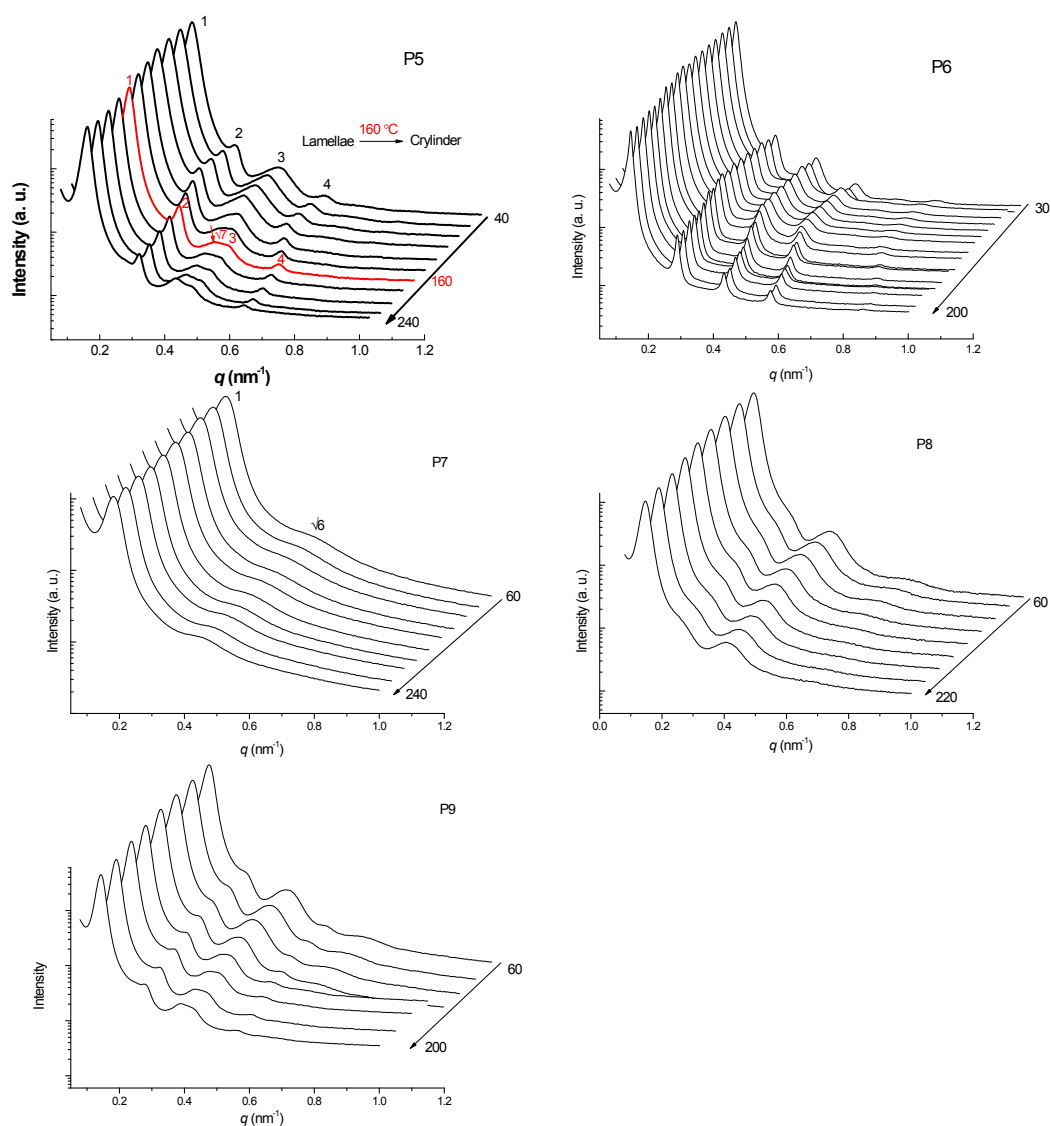 P5
1
1
2
3
4
160 °C
Lamellae
Crylinder
2
√7
3
4
40
160
240
Intensity (a. u.)
0.2 0.4 0.6 0.8 1.0 1.2
q (nm⁻¹)
P6
30
200
Intensity (a. u.)
0.2 0.4 0.6 0.8 1.0 1.2
q (nm⁻¹)
P7
1
√6
60
240
Intensity (a. u.)
0.2 0.4 0.6 0.8 1.0 1.2
q (nm⁻¹)
P8
60
220
Intensity (a. u.)
0.0 0.2 0.4 0.6 0.8 1.0 1.2
q (nm⁻¹)
P9
60
200
Intensity
0.2 0.4 0.6 0.8 1.0 1.2
q (nm⁻¹)